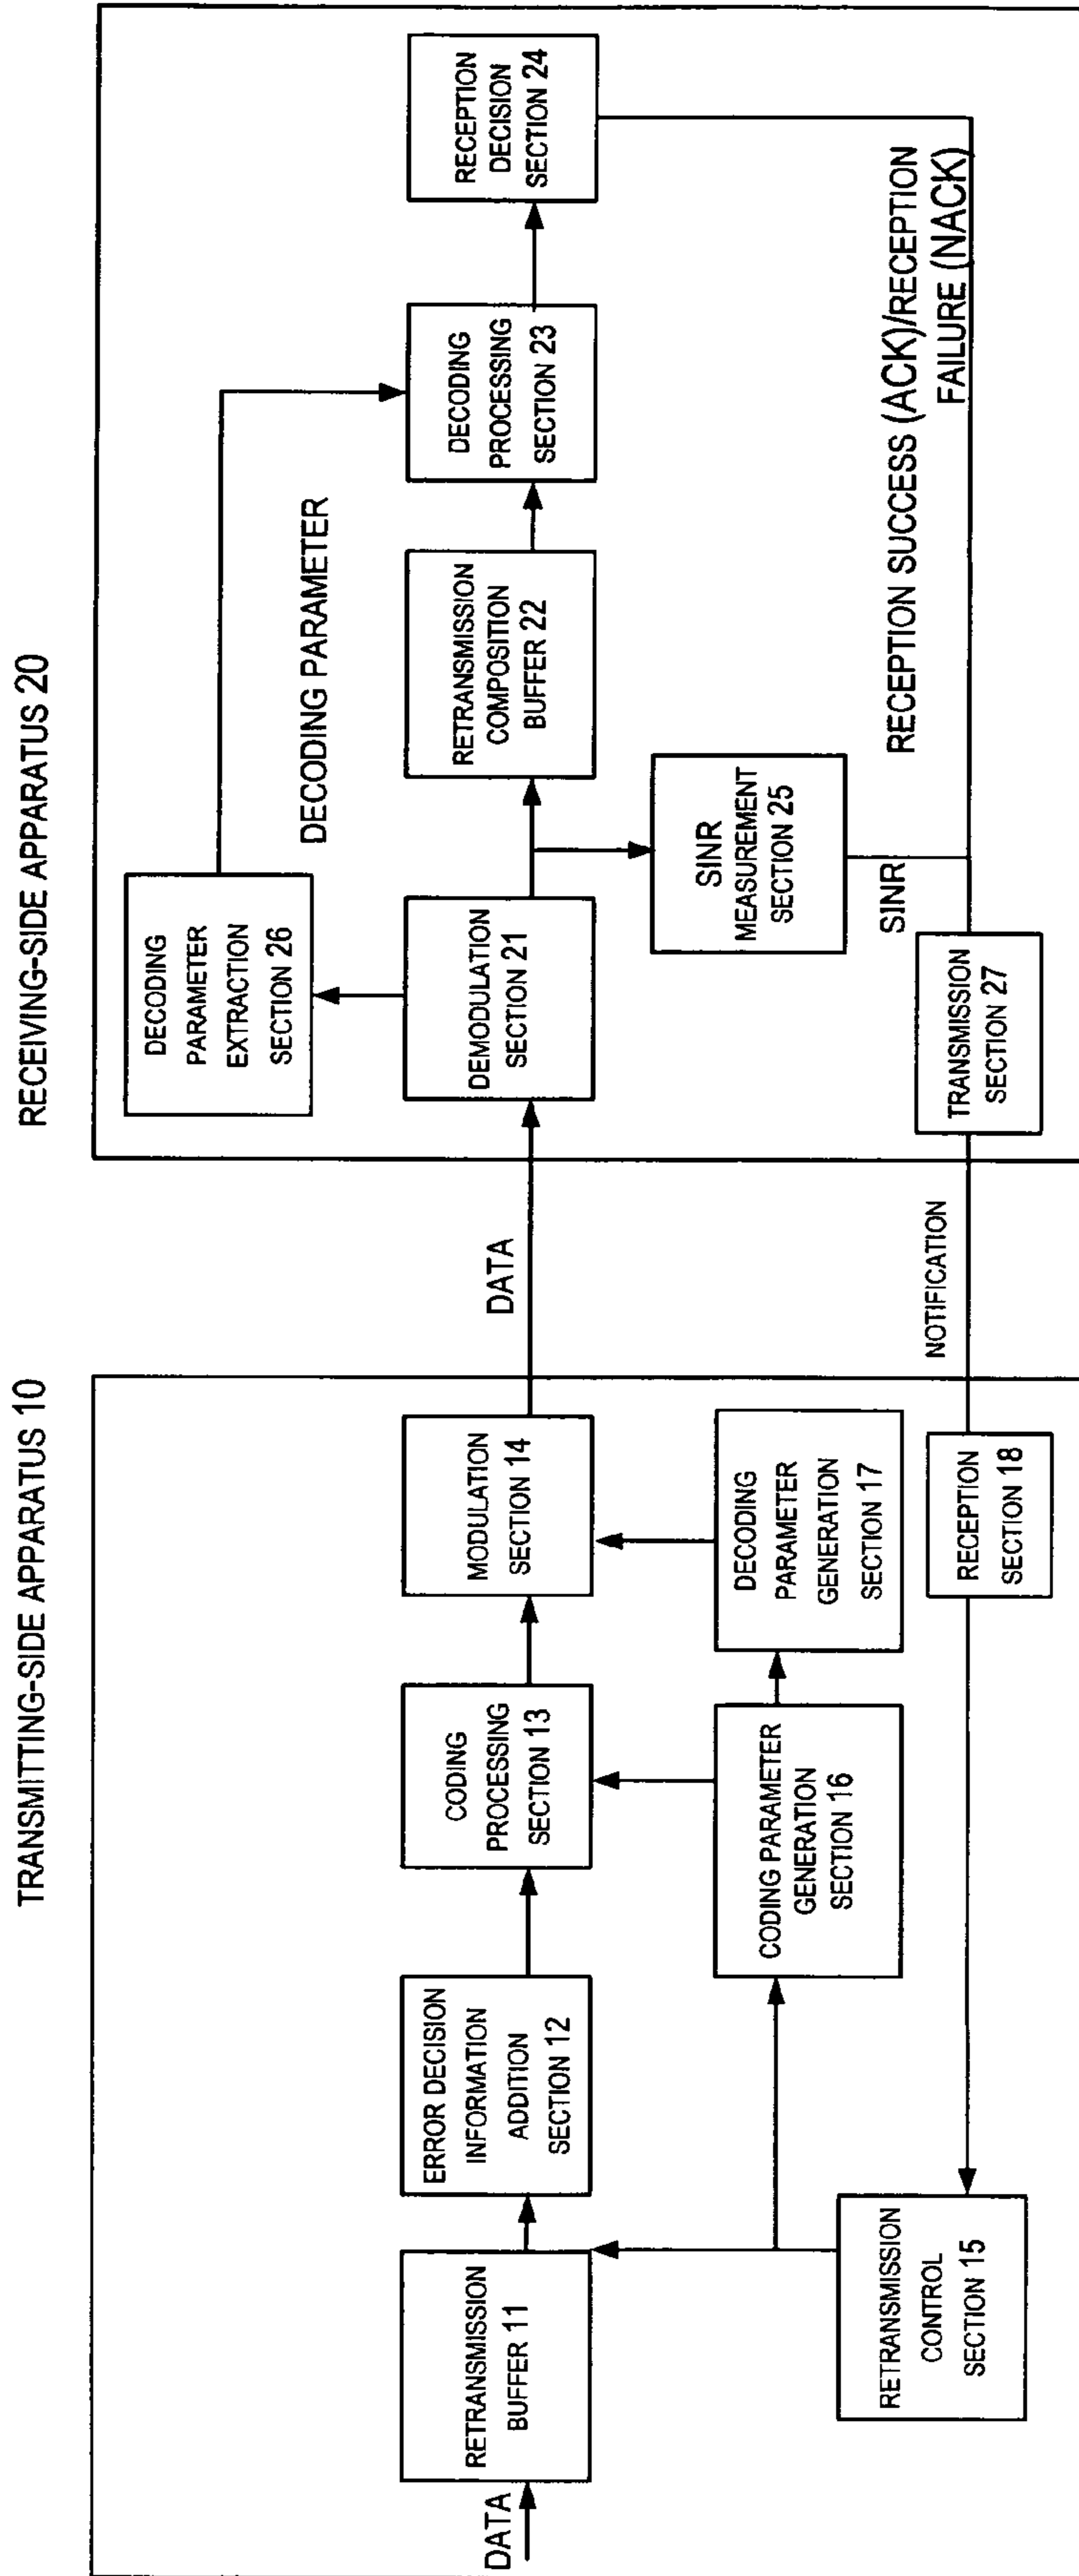 TRANSMITTING-SIDE APPARATUS 10
DATA
RETRANSMISSION
BUFFER 11
ERROR DECISION
INFORMATION
ADDITION
SECTION 12
CODING
PROCESSING
SECTION 13
MODULATION
SECTION 14
RETRANSMISSION
CONTROL
SECTION 15
CODING PARAMETER
GENERATION
SECTION 16
DECODING
PARAMETER
GENERATION
SECTION 17
RECEPTION
SECTION 18
DATA
NOTIFICATION
RECEIVING-SIDE APPARATUS 20
DECODING
PARAMETER
EXTRACTION
SECTION 26
DECODING PARAMETER
DEMODULATION
SECTION 21
RETRANSMISSION
COMPOSITION
BUFFER 22
DECODING
PROCESSING
SECTION 23
RECEPTION
DECISION
SECTION 24
SINR
MEASUREMENT
SECTION 25
SINR
RECEPTION SUCCESS (ACK)/RECEPTION
FAILURE (NACK)
TRANSMISSION
SECTION 27